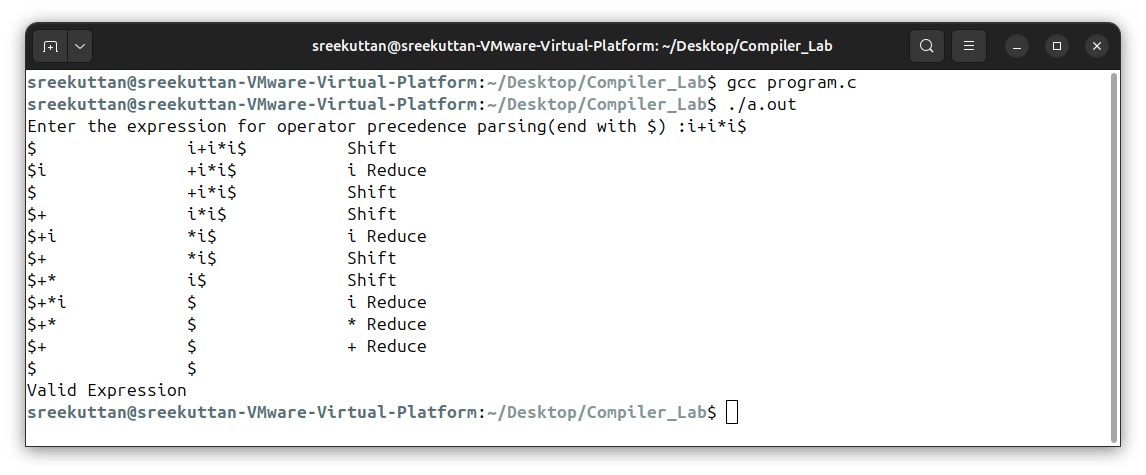 sreekuttan@sreekuttan-VMware-Virtual-Platform: ~/Desktop/Compiler_Lab
sreekuttan@sreekuttan-VMware-Virtual-Platform:~/Desktop/Compiler_Lab$ gcc program.c
sreekuttan@sreekuttan-VMware-Virtual-Platform:~/Desktop/Compiler_Lab$ ./a.out
Enter the expression for operator precedence parsing(end with $) :i+i*i$
$               i+i*i$          Shift
$i              +i*i$           i Reduce
$               +i*i$           Shift
$+              i*i$            Shift
$+i             *i$             i Reduce
$+              *i$             Shift
$+*             i$              Shift
$+*i            $               i Reduce
$+*             $               * Reduce
$+              $               + Reduce
$               $
Valid Expression
sreekuttan@sreekuttan-VMware-Virtual-Platform:~/Desktop/Compiler_Lab$